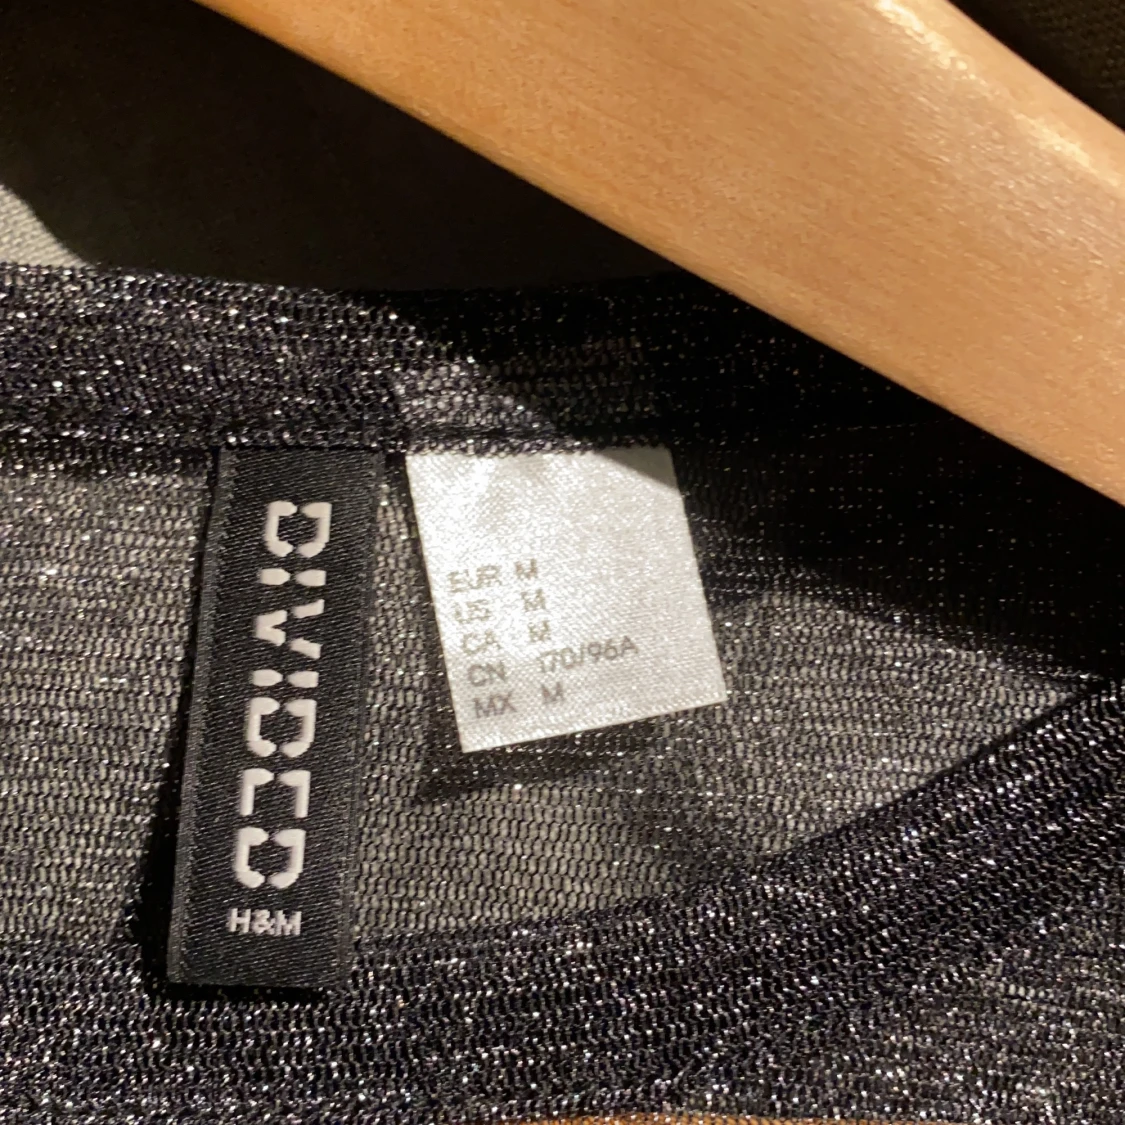 DIVIDED
H&M
EUR M
US M
CA M
CN 170/96A
MX M